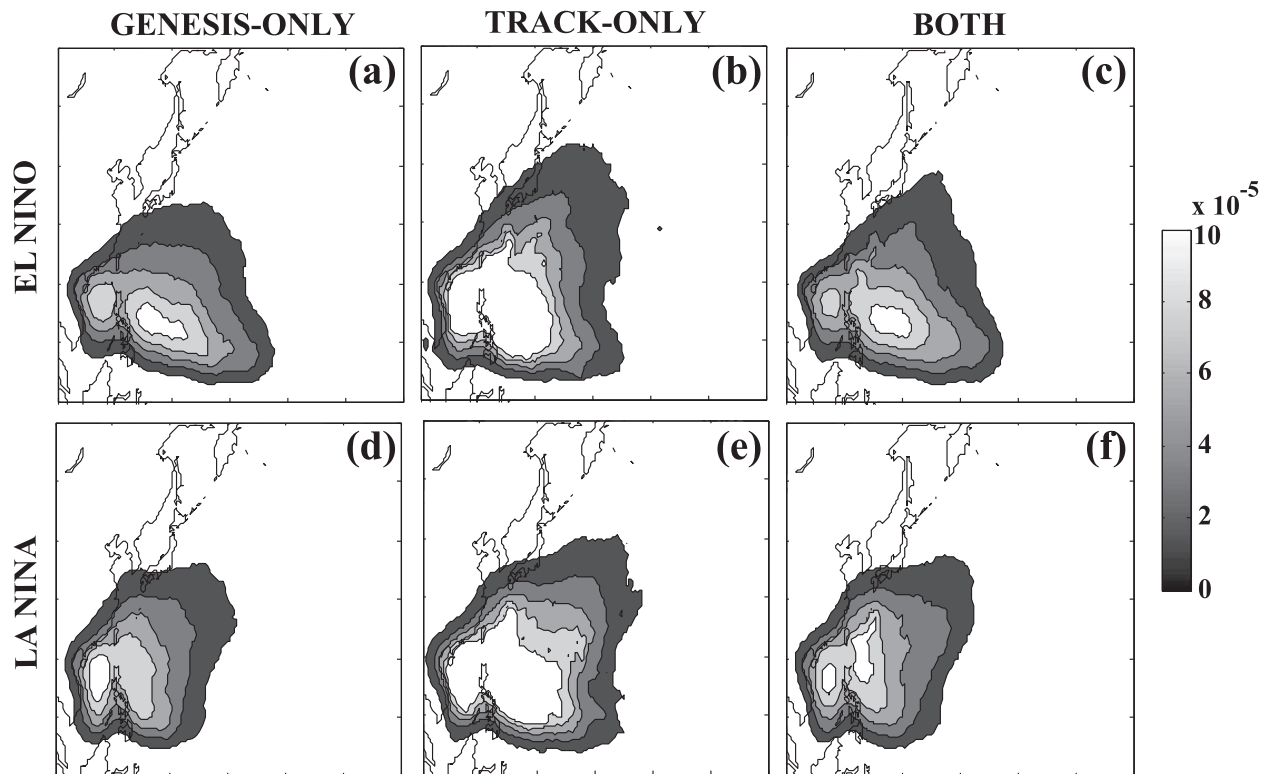 GENESIS-ONLY TRACK-ONLY BOTH
EL NINO
(a) (b) (c)
LA NINA
(d) (e) (f)
x 10-5
10
8
6
4
2
0